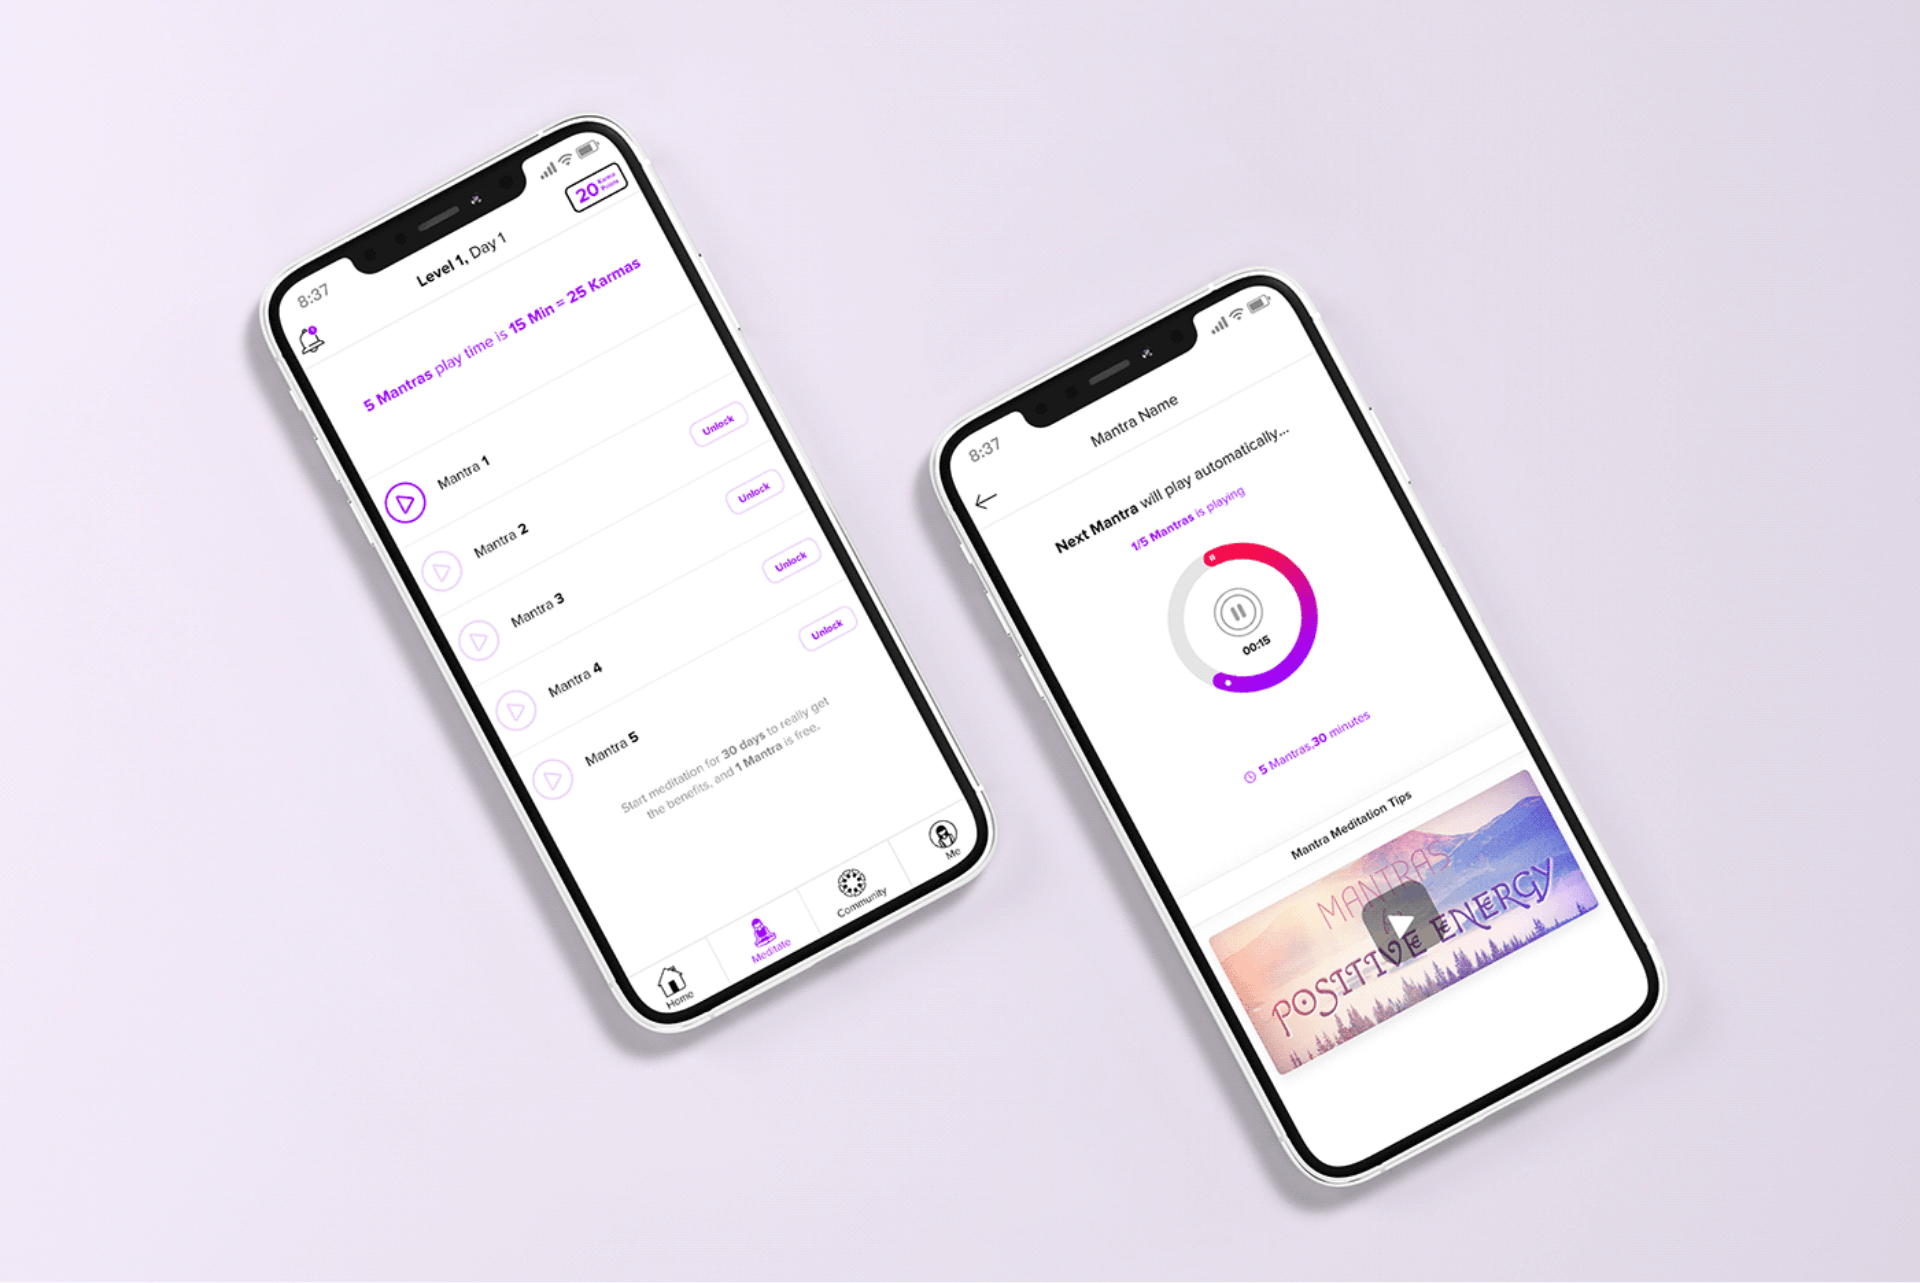 8:37
20 Karma
Points
Level 1, Day 1
5 Mantras play time is 15 Min = 25 Karmas
Mantra 1
Unlock
Mantra 2
Unlock
Mantra 3
Unlock
Mantra 4
Unlock
Mantra 5
Start meditation for 30 days to really get
the benefits, and 1 Mantra is free.
Home
Meditate
Community
Me
8:37
Mantra Name
Next Mantra will play automatically...
1/5 Mantras is playing
00:15
5 Mantras,30 minutes
Mantra Meditation Tips
MANTRAS
POSITIVE ENERGY